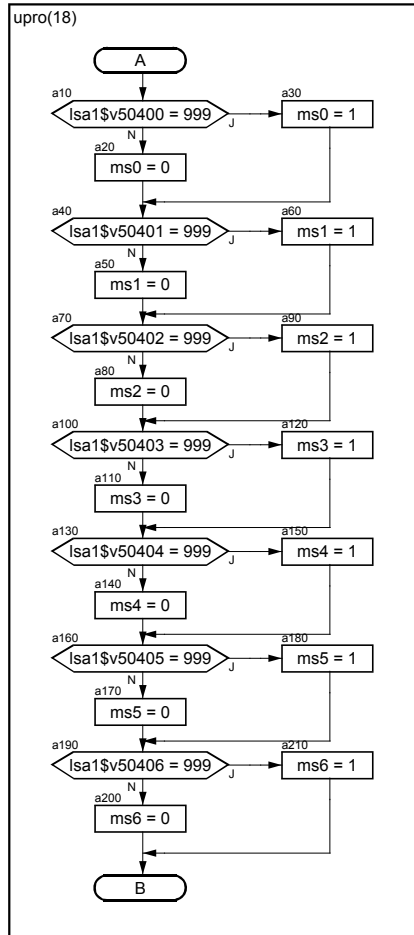 upro(18)
A
a10
lsa1$v50400 = 999
J
N
a30
ms0 = 1
a20
ms0 = 0
a40
lsa1$v50401 = 999
J
N
a60
ms1 = 1
a50
ms1 = 0
a70
lsa1$v50402 = 999
J
N
a90
ms2 = 1
a80
ms2 = 0
a100
lsa1$v50403 = 999
J
N
a120
ms3 = 1
a110
ms3 = 0
a130
lsa1$v50404 = 999
J
N
a150
ms4 = 1
a140
ms4 = 0
a160
lsa1$v50405 = 999
J
N
a180
ms5 = 1
a170
ms5 = 0
a190
lsa1$v50406 = 999
J
N
a210
ms6 = 1
a200
ms6 = 0
B